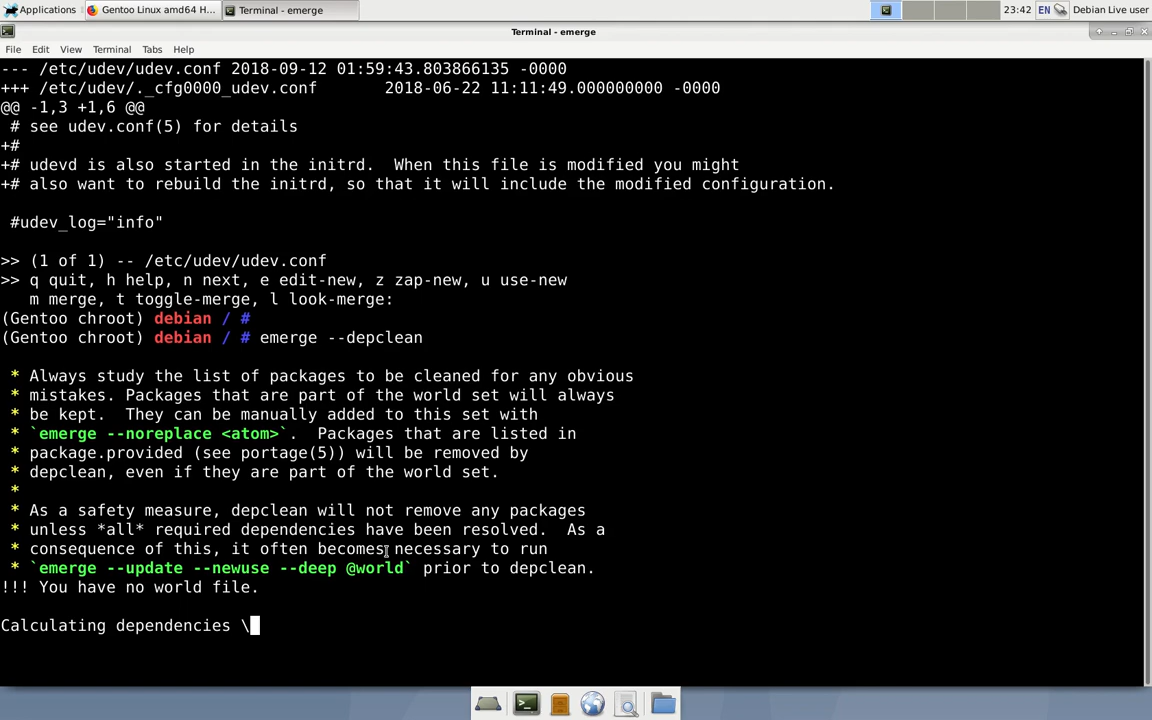 Applications
Gentoo Linux amd64 H...
Terminal - emerge
23:42
EN
Debian Live user
Terminal - emerge
File Edit View Terminal Tabs Help
--- /etc/udev/udev.conf 2018-09-12 01:59:43.803866135 -0000
+++ /etc/udev/._cfg0000_udev.conf       2018-06-22 11:11:49.000000000 -0000
@@ -1,3 +1,6 @@
 # see udev.conf(5) for details
+#
+# udevd is also started in the initrd.  When this file is modified you might
+# also want to rebuild the initrd, so that it will include the modified configuration.
 #udev_log="info"
>> (1 of 1) -- /etc/udev/udev.conf
>> q quit, h help, n next, e edit-new, z zap-new, u use-new
   m merge, t toggle-merge, l look-merge:
(Gentoo chroot) debian / #
(Gentoo chroot) debian / # emerge --depclean
 * Always study the list of packages to be cleaned for any obvious
 * mistakes. Packages that are part of the world set will always
 * be kept.  They can be manually added to this set with
 * `emerge --noreplace <atom>`.  Packages that are listed in
 * package.provided (see portage(5)) will be removed by
 * depclean, even if they are part of the world set.
 *
 * As a safety measure, depclean will not remove any packages
 * unless *all* required dependencies have been resolved.  As a
 * consequence of this, it often becomes necessary to run
 * `emerge --update --newuse --deep @world` prior to depclean.
!!! You have no world file.
Calculating dependencies \